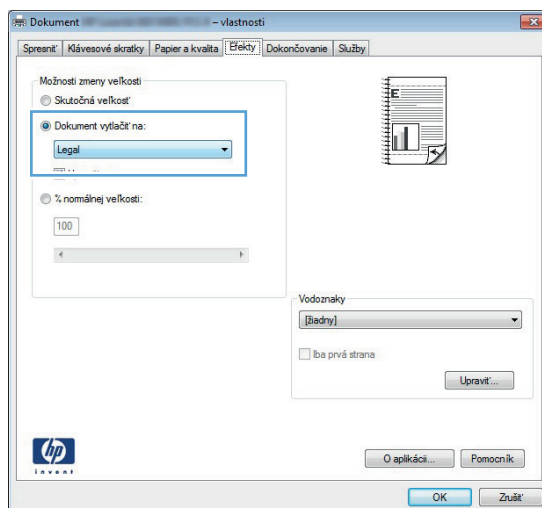 Dokument – vlastnosti
Spresniť Klávesové skratky Papier a kvalita Efekty Dokončovanie Služby
Možnosti zmeny veľkosti
Skutočná veľkosť
Dokument vytlačiť na:
Legal
% normálnej veľkosti:
100
E
Vodoznaky
[žiadny]
Iba prvá strana
Upraviť...
hp
invent
O aplikácii... Pomocník
OK Zrušiť